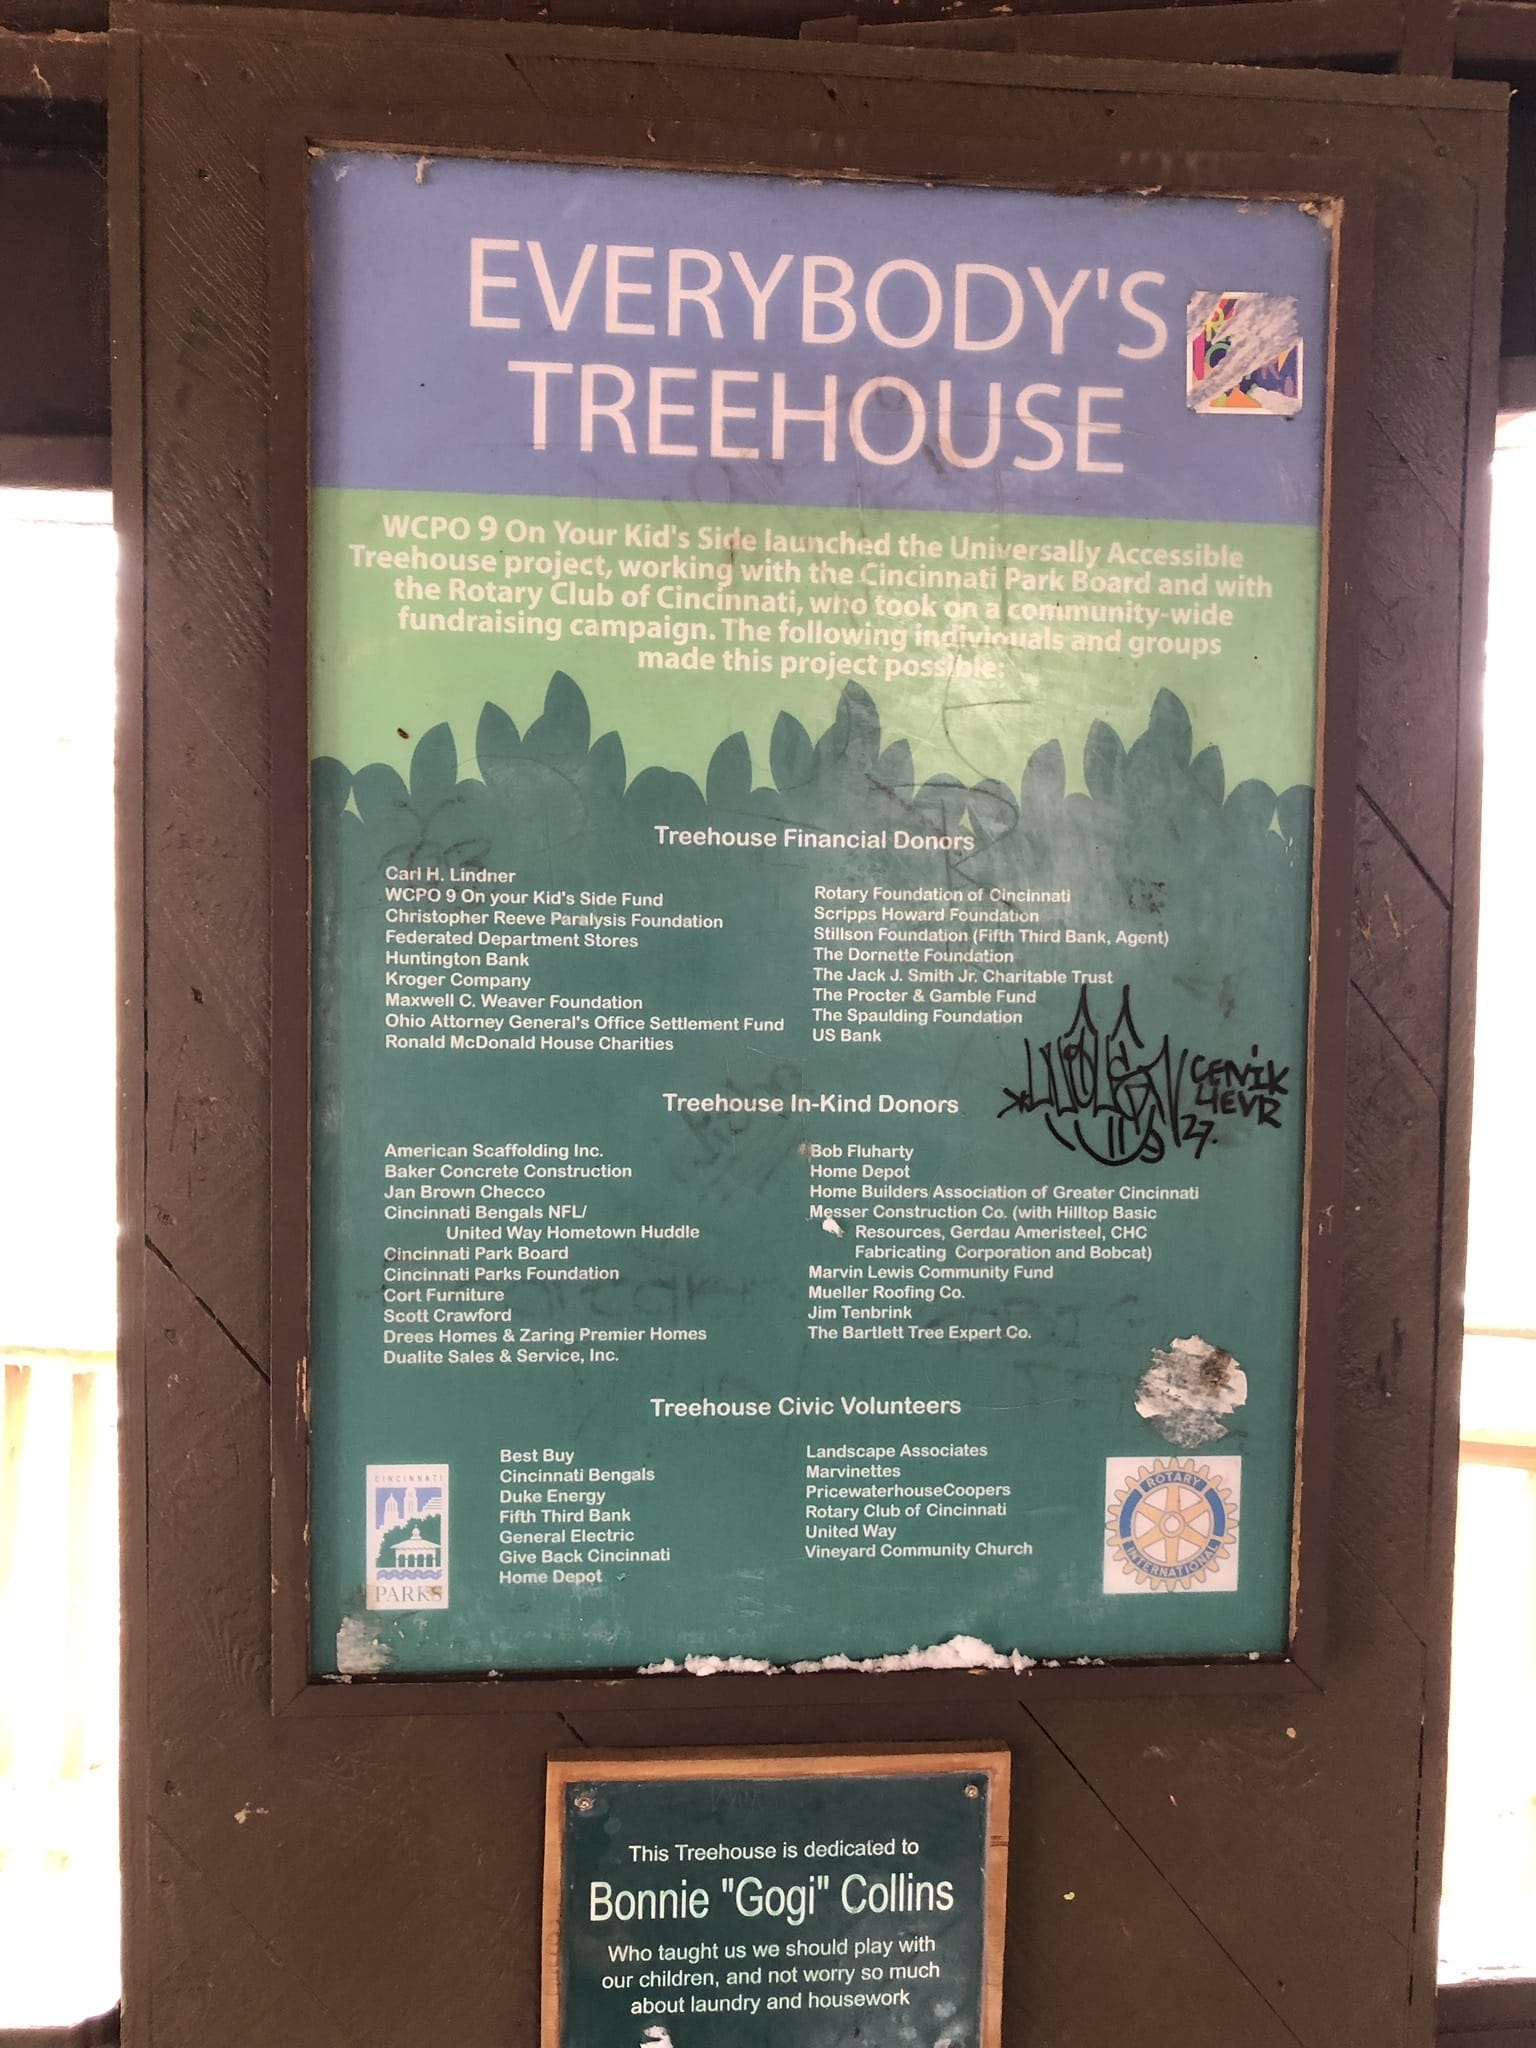 EVERYBODY'S
TREEHOUSE
WCPO 9 On Your Kid's Side launched the Universally Accessible
Treehouse project, working with the Cincinnati Park Board and with
the Rotary Club of Cincinnati, who took on a community-wide
fundraising campaign. The following individuals and groups
made this project possible:
Treehouse Financial Donors
Carl H. Lindner
WCPO 9 On your Kid's Side Fund
Christopher Reeve Paralysis Foundation
Federated Department Stores
Huntington Bank
Kroger Company
Maxwell C. Weaver Foundation
Ohio Attorney General's Office Settlement Fund
Ronald McDonald House Charities
Rotary Foundation of Cincinnati
Scripps Howard Foundation
Stillson Foundation (Fifth Third Bank, Agent)
The Dornette Foundation
The Jack J. Smith Jr. Charitable Trust
The Procter & Gamble Fund
The Spaulding Foundation
US Bank
Treehouse In-Kind Donors
American Scaffolding Inc.
Baker Concrete Construction
Jan Brown Checco
Cincinnati Bengals NFL/
United Way Hometown Huddle
Cincinnati Park Board
Cincinnati Parks Foundation
Cort Furniture
Scott Crawford
Drees Homes & Zaring Premier Homes
Dualite Sales & Service, Inc.
Bob Fluharty
Home Depot
Home Builders Association of Greater Cincinnati
Messer Construction Co. (with Hilltop Basic
Resources, Gerdau Ameristeel, CHC
Fabricating Corporation and Bobcat)
Marvin Lewis Community Fund
Mueller Roofing Co.
Jim Tenbrink
The Bartlett Tree Expert Co.
Treehouse Civic Volunteers
Best Buy
Cincinnati Bengals
Duke Energy
Fifth Third Bank
General Electric
Give Back Cincinnati
Home Depot
Landscape Associates
Marvinettes
PricewaterhouseCoopers
Rotary Club of Cincinnati
United Way
Vineyard Community Church
CINCINNATI
PARKS
ROTARY
INTERNATIONAL
This Treehouse is dedicated to
Bonnie "Gogi" Collins
Who taught us we should play with
our children, and not worry so much
about laundry and housework